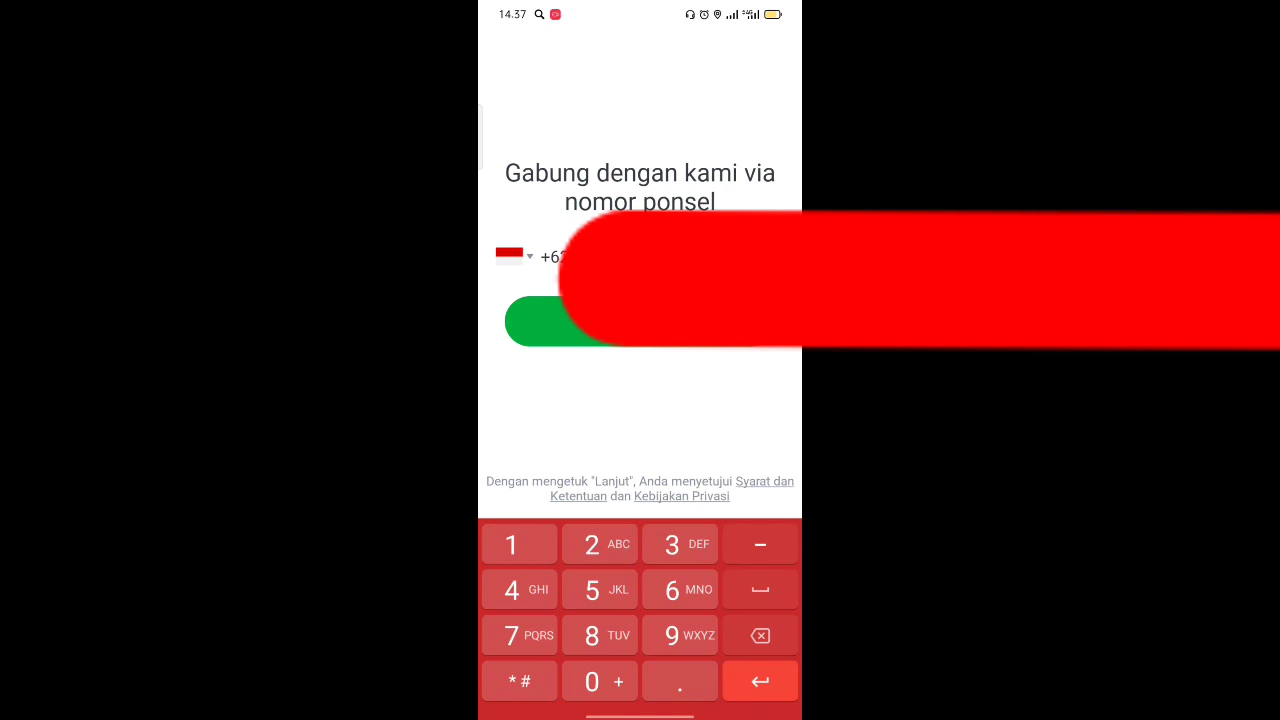 14.37
Gabung dengan kami via
nomor ponsel
+62
Dengan mengetuk "Lanjut", Anda menyetujui Syarat dan
Ketentuan dan Kebijakan Privasi
1 2 ABC 3 DEF –
4 GHI 5 JKL 6 MNO
7 PQRS 8 TUV 9 WXYZ
* # 0 + .